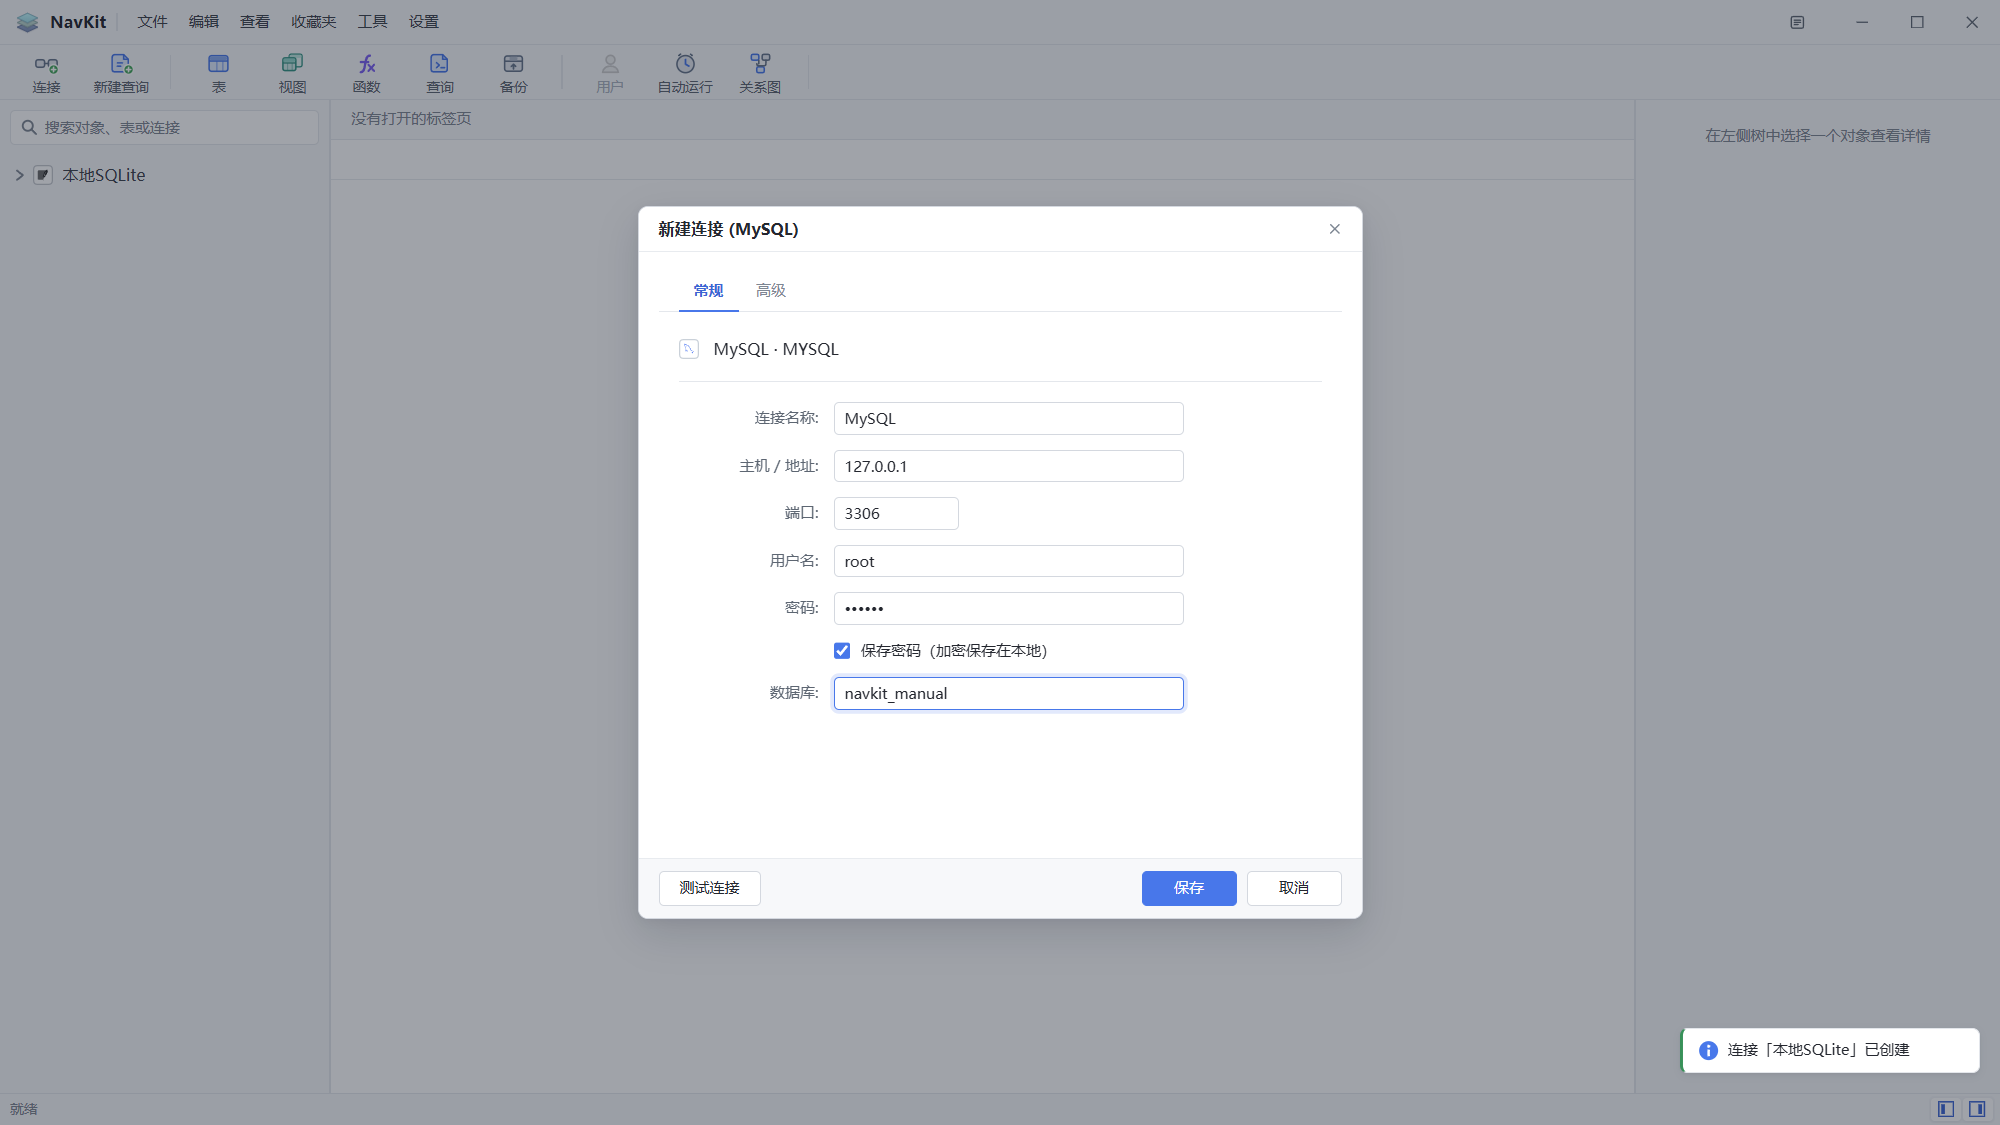 NavKit 文件 编辑 查看 收藏夹 工具 设置
连接 新建查询 表 视图 函数 查询 备份 用户 自动运行 关系图
搜索对象、表或连接
没有打开的标签页
在左侧树中选择一个对象查看详情
本地SQLite
新建连接 (MySQL)
常规 高级
MySQL · MYSQL
连接名称: MySQL
主机 / 地址: 127.0.0.1
端口: 3306
用户名: root
密码: ••••••
保存密码（加密保存在本地）
数据库: navkit_manual
测试连接 保存 取消
连接「本地SQLite」已创建
就绪